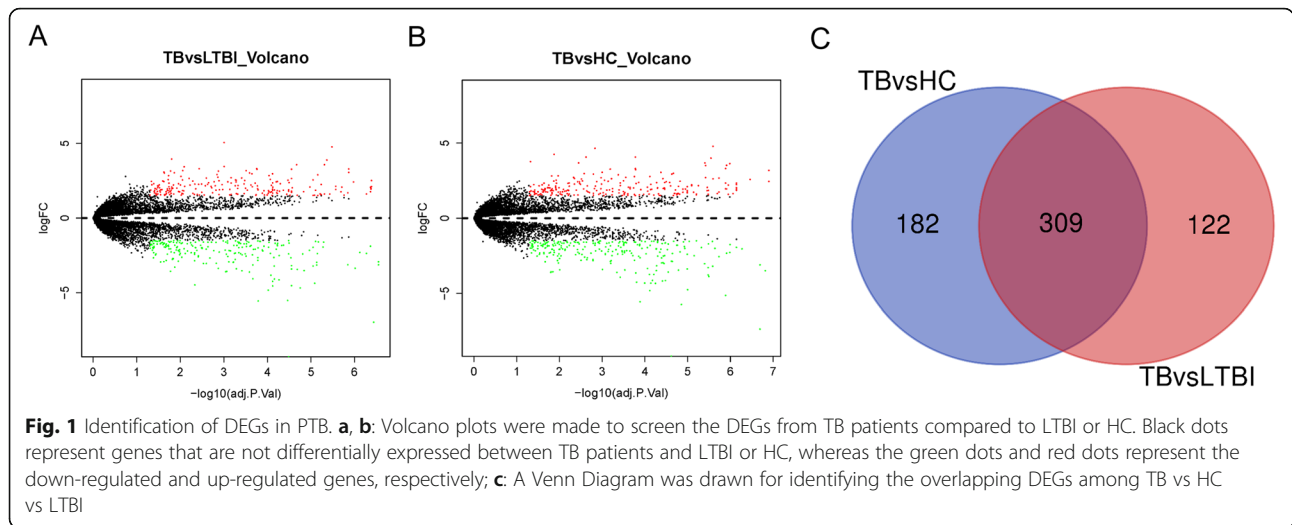 A
TBvsLTBI_Volcano
logFC
5
0
-5
0 1 2 3 4 5 6
-log10(adj.P.Val)
B
TBvsHC_Volcano
logFC
5
0
-5
0 1 2 3 4 5 6 7
-log10(adj.P.Val)
C
TBvsHC
182 309 122
TBvsLTBI
Fig. 1 Identification of DEGs in PTB. a, b: Volcano plots were made to screen the DEGs from TB patients compared to LTBI or HC. Black dots
represent genes that are not differentially expressed between TB patients and LTBI or HC, whereas the green dots and red dots represent the
down-regulated and up-regulated genes, respectively; c: A Venn Diagram was drawn for identifying the overlapping DEGs among TB vs HC
vs LTBI